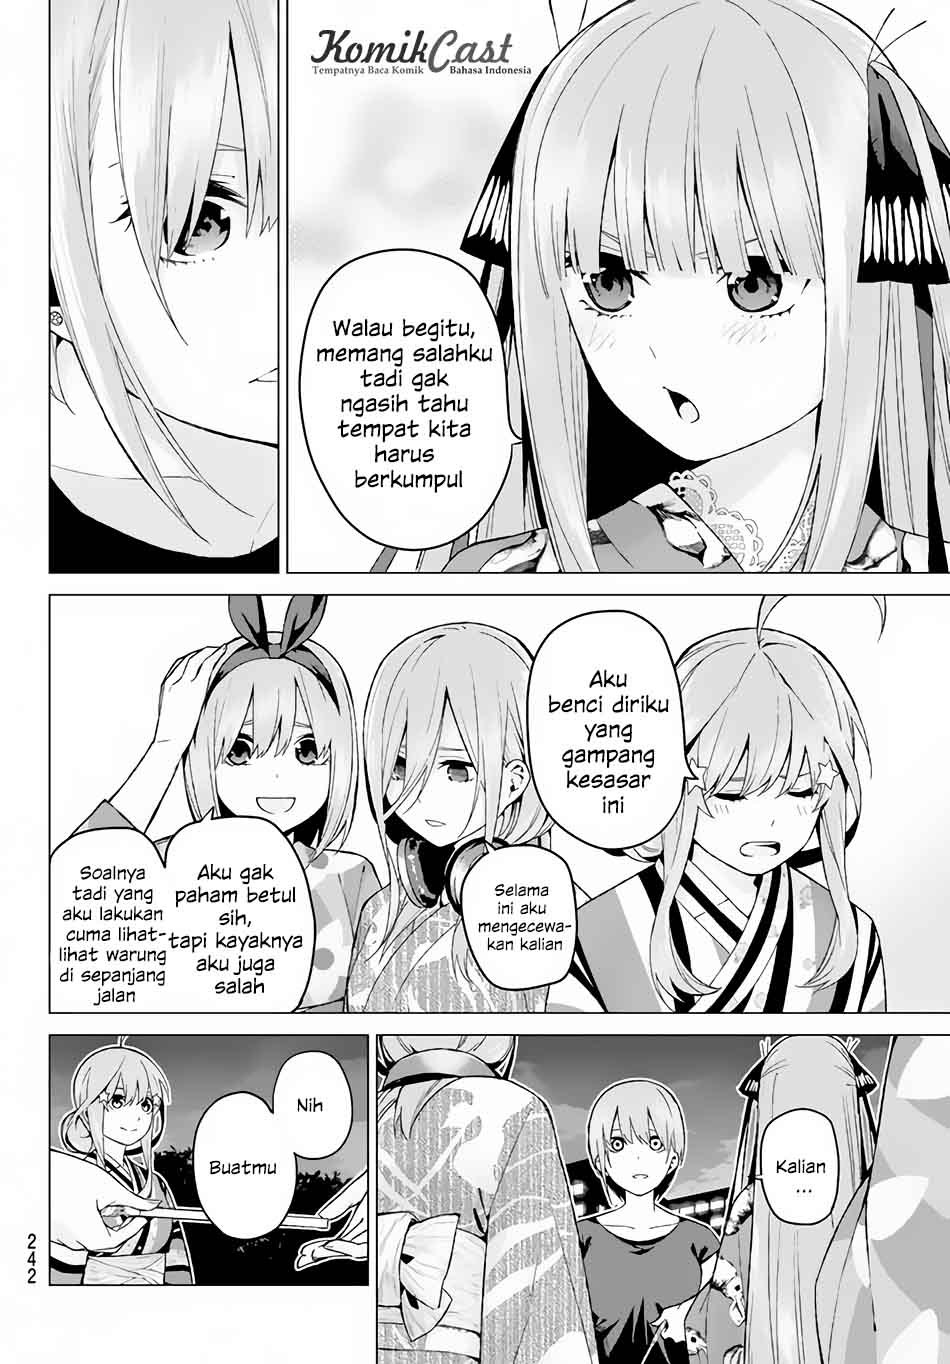 KomikCast
Tempatnya Baca Komik Bahasa Indonesia
Walau begitu,
memang salahku
tadi gak
ngasih tahu
tempat kita
harus
berkumpul
Aku
benci diriku
yang
gampang
kesasar
ini
Selama
ini aku
mengecewa-
kan kalian
Aku gak
paham betul
sih,
tapi kayaknya
aku juga
salah
Soalnya
tadi yang
aku lakukan
cuma lihat-
lihat warung
di sepanjang
jalan
Kalian
...
Nih
Buatmu
242